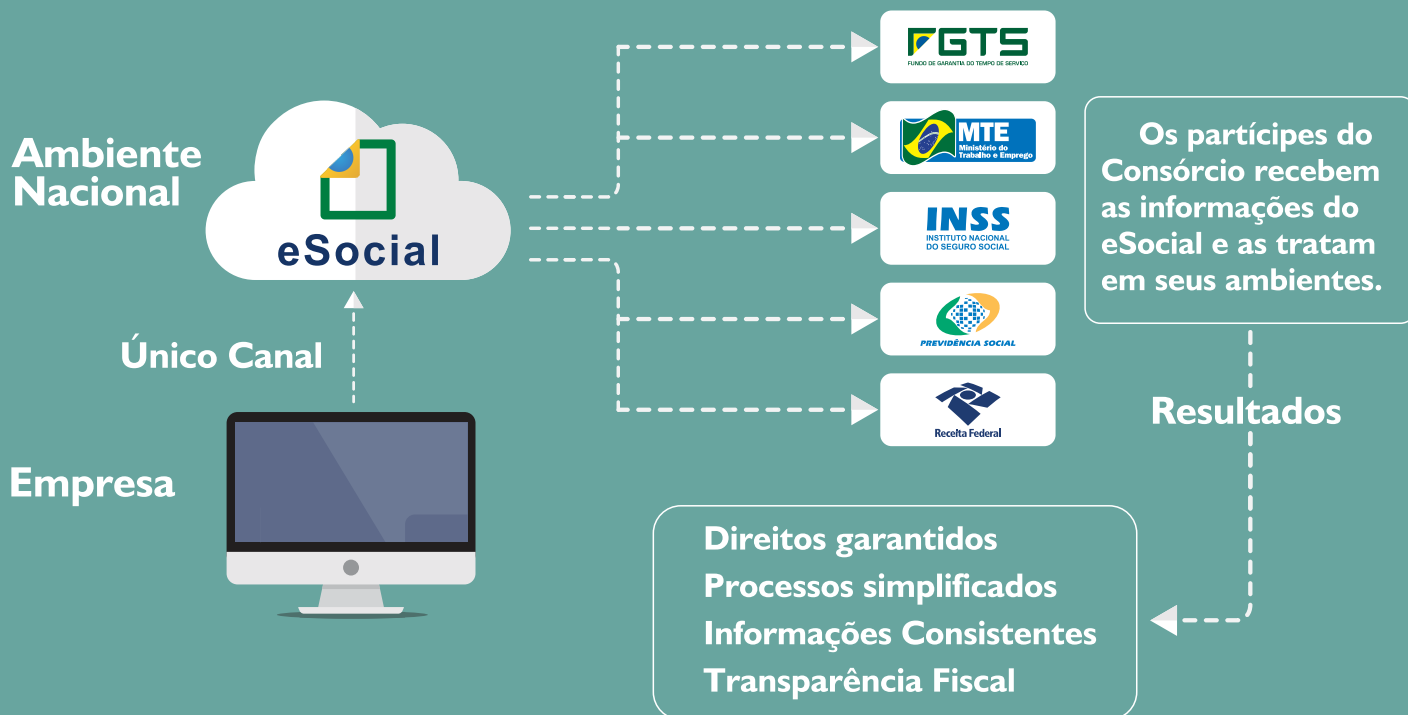 Ambiente
Nacional
eSocial
Único Canal
Empresa
FGTS
FUNDO DE GARANTIA DO TEMPO DE SERVIÇO
MTE
Ministério do
Trabalho e Emprego
INSS
INSTITUTO NACIONAL
DO SEGURO SOCIAL
PREVIDÊNCIA SOCIAL
Receita Federal
Os partícipes do
Consórcio recebem
as informações do
eSocial e as tratam
em seus ambientes.
Resultados
Direitos garantidos
Processos simplificados
Informações Consistentes
Transparência Fiscal